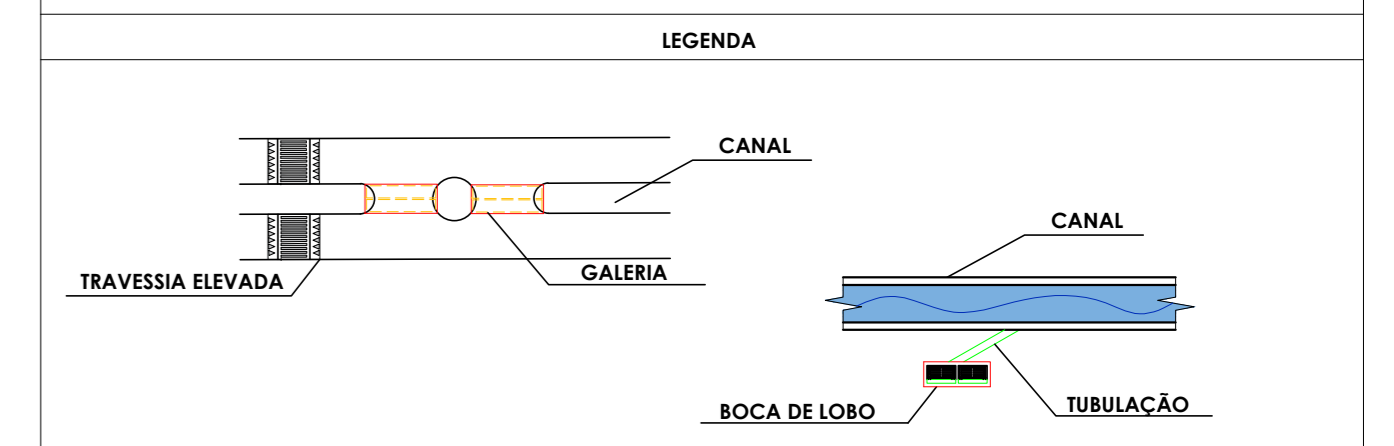 LEGENDA
CANAL
TRAVESSIA ELEVADA
GALERIA
CANAL
BOCA DE LOBO
TUBULAÇÃO